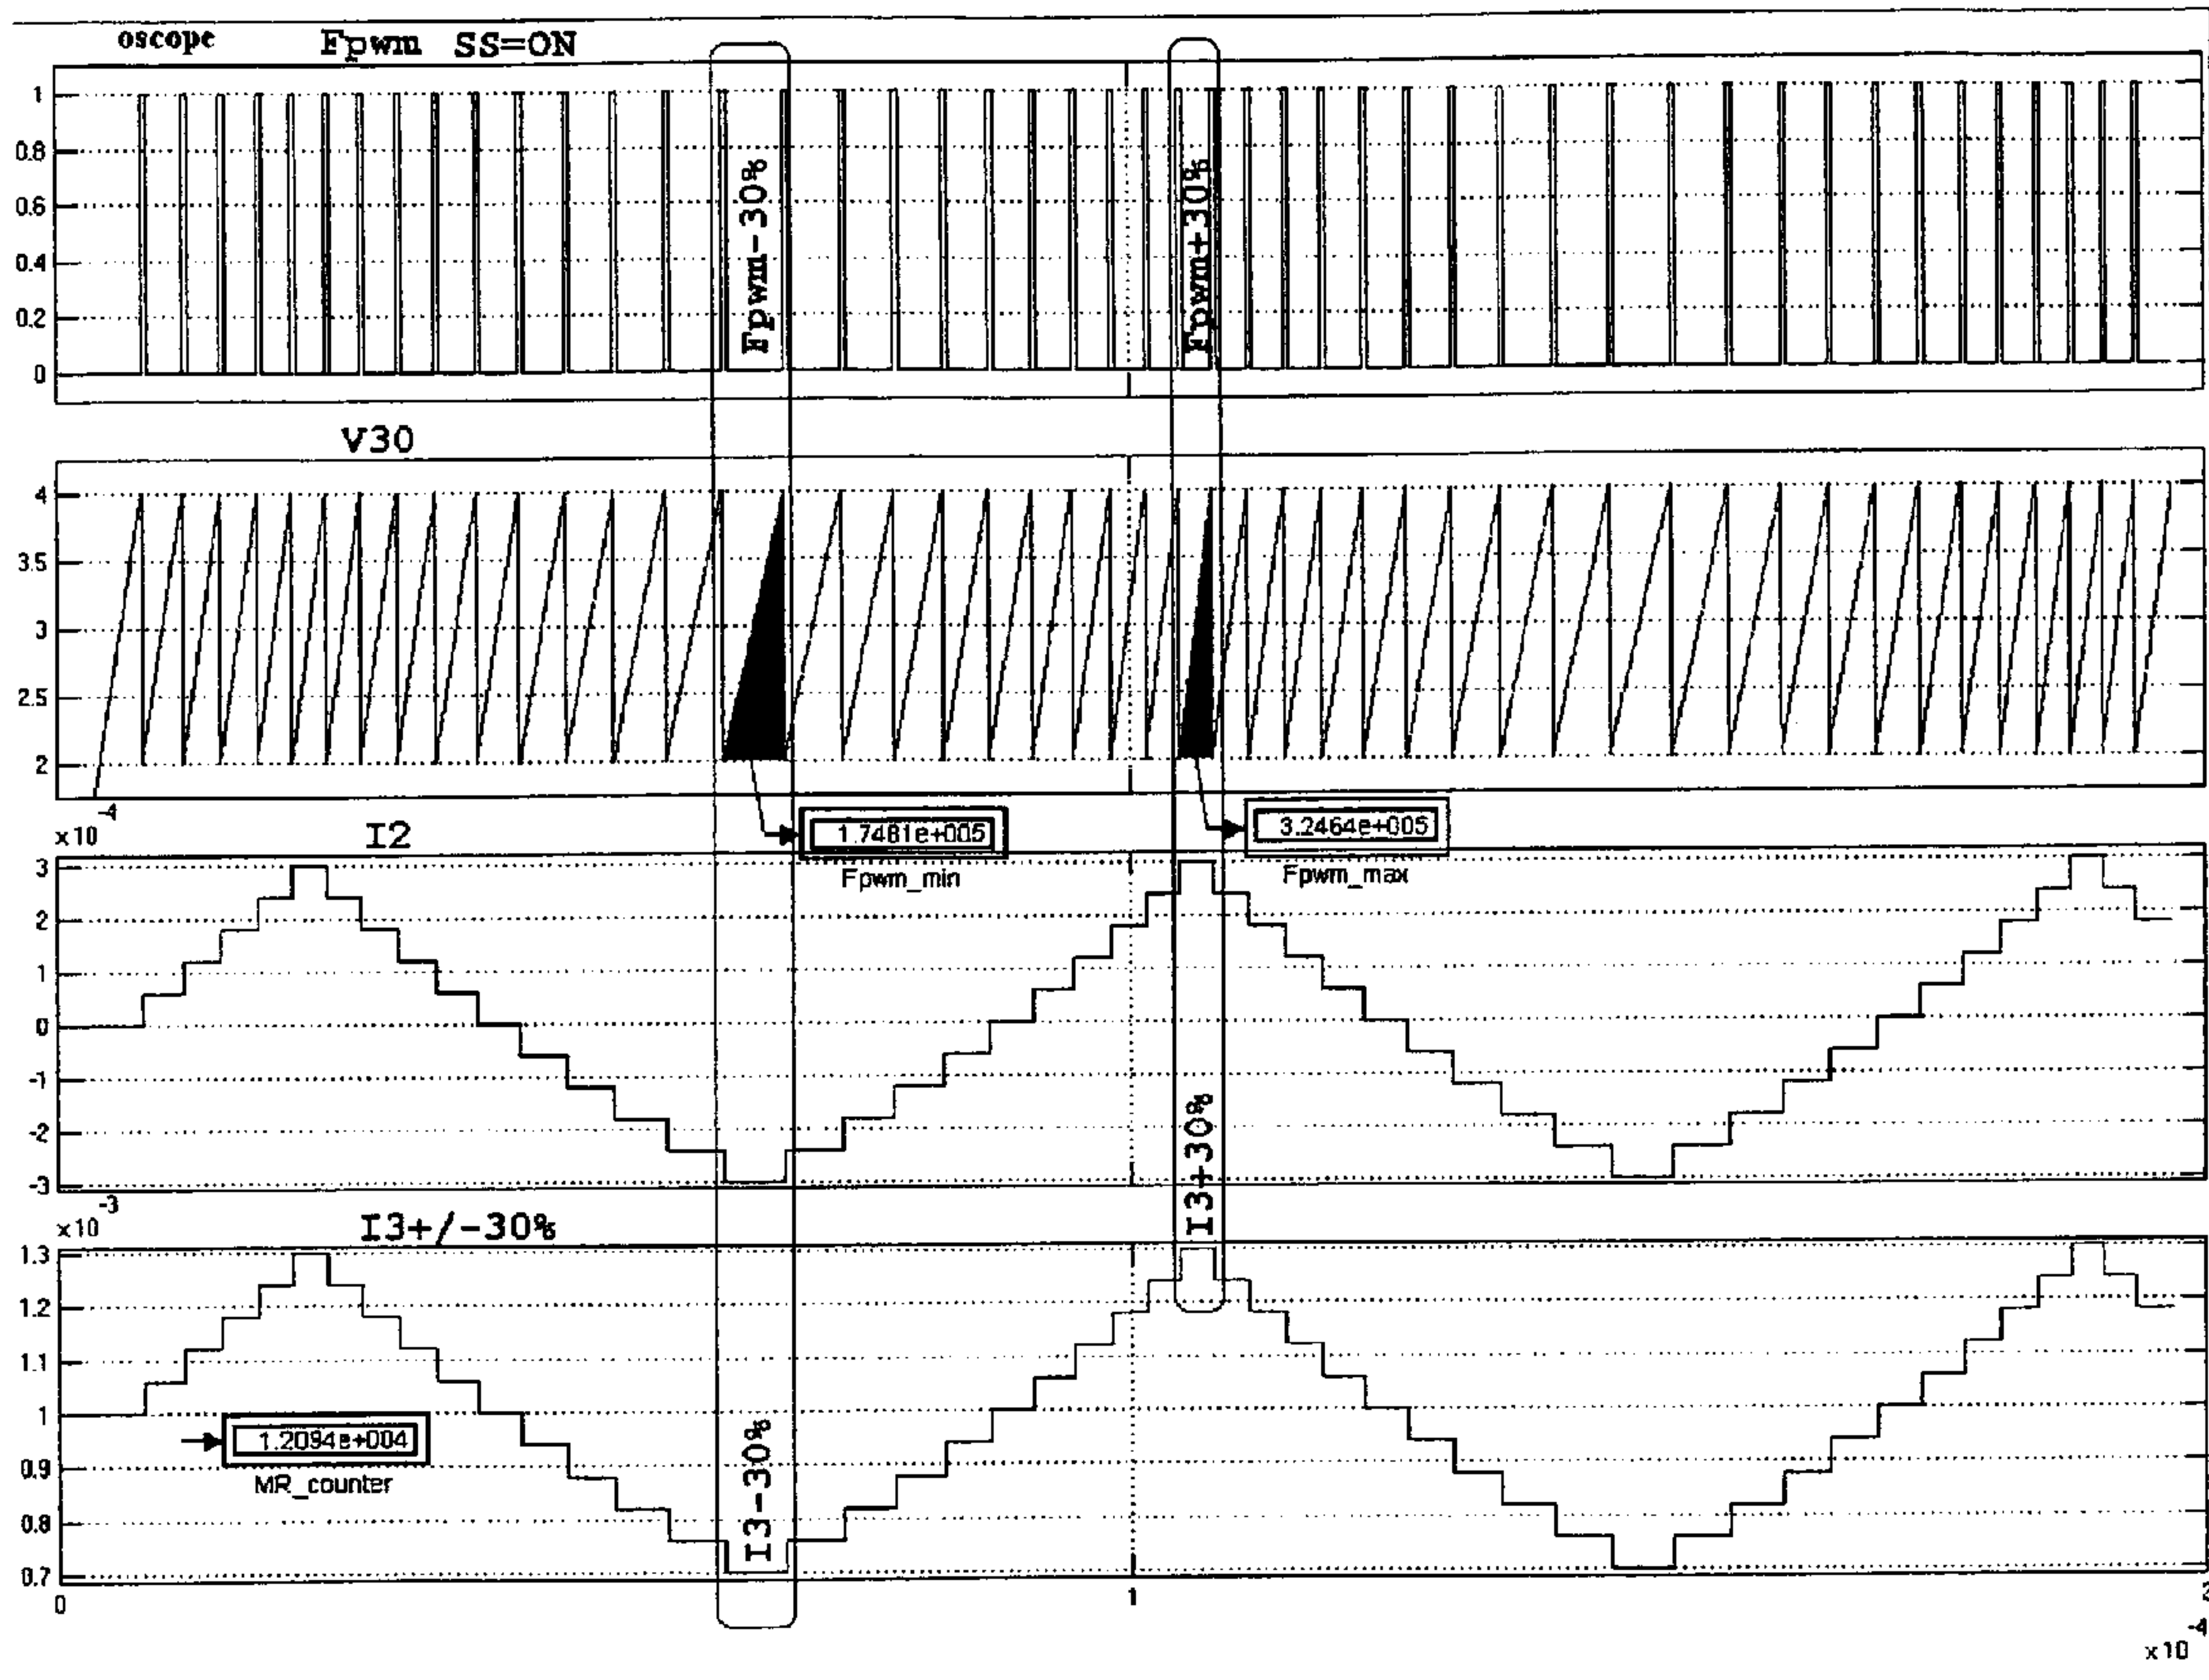 oscope Fpwm SS=ON
1
0.8
0.6
0.4
0.2
0
Fpwm-30%
Fpwm+30%
V30
4
3.5
3
2.5
2
1.7481e+005
Fpwm_min
3.2464e+005
Fpwm_max
x10 -4
I2
3
2
1
0
-1
-2
-3
I3+30%
x10 -3
I3+/-30%
1.3
1.2
1.1
1
0.9
0.8
0.7
1.2094e+004
MR_counter
I3-30%
0
1
x10 -4